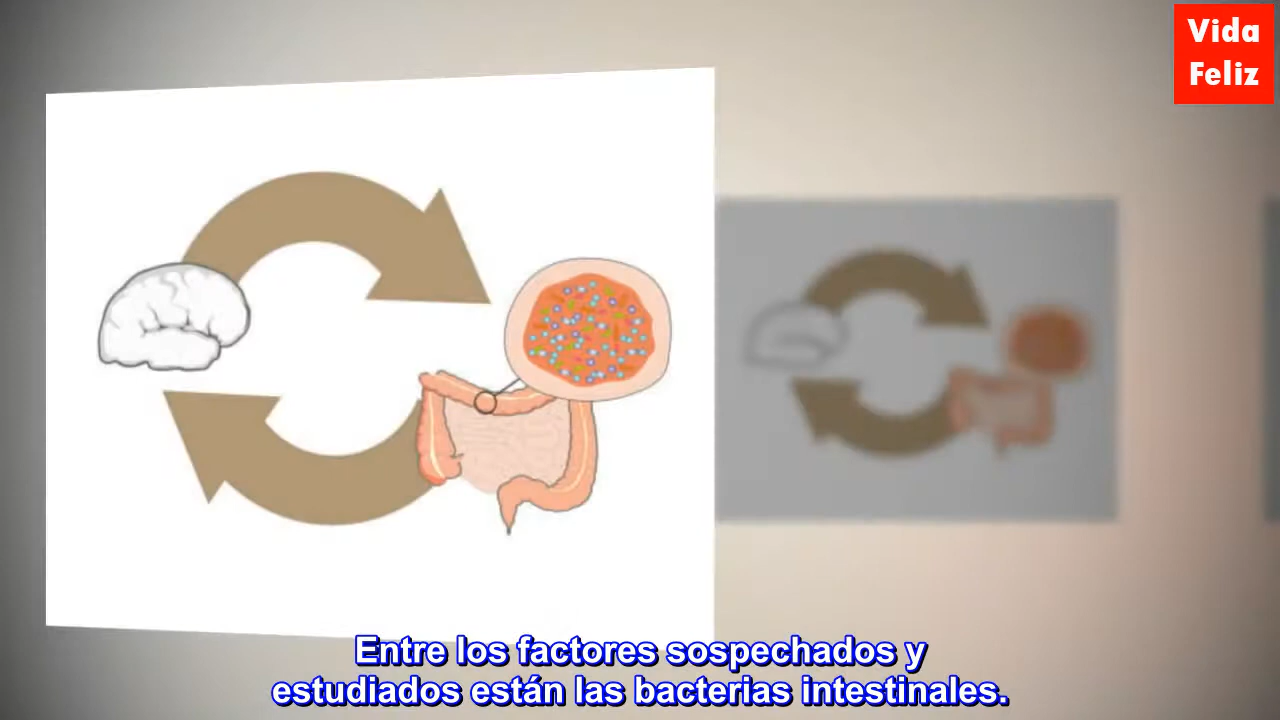 Vida
Feliz
Entre los factores sospechados y
estudiados están las bacterias intestinales.